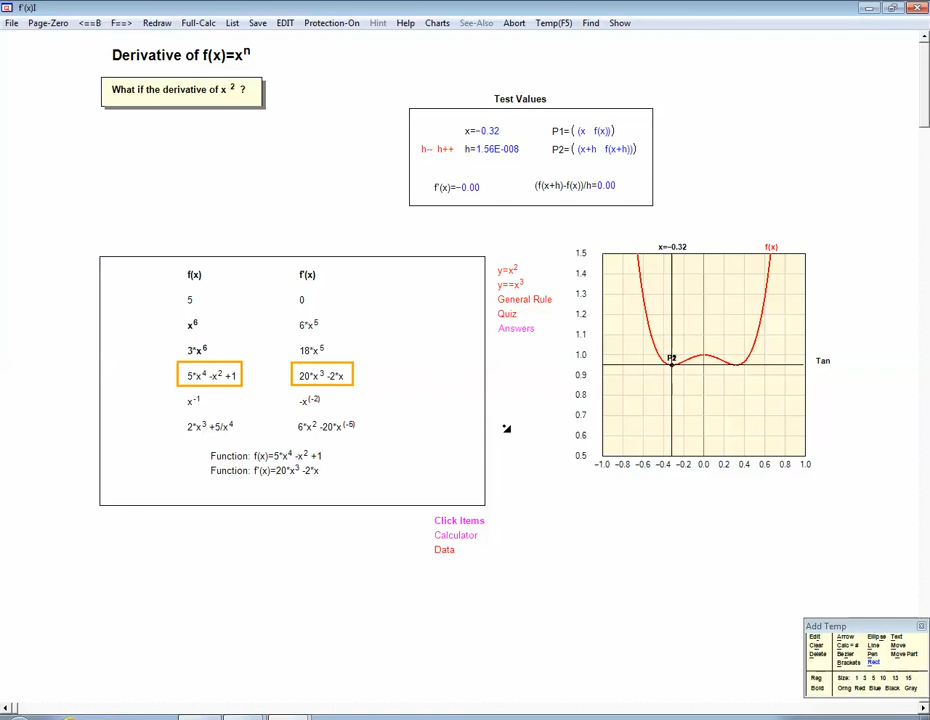 f'(x)I
File Page-Zero <==B F==> Redraw Full-Calc List Save EDIT Protection-On Hint Help Charts See-Also Abort Temp(F5) Find Show
Derivative of f(x)=xⁿ
What if the derivative of x ² ?
Test Values
x=−0.32 P1=( (x f(x)) )
h-- h++ h=1.56E-008 P2=( (x+h f(x+h)) )
f'(x)=−0.00 (f(x+h)-f(x))/h=0.00
f(x) f'(x)
5 0
x⁶ 6*x⁵
3*x⁶ 18*x⁵
5*x⁴ -x² +1 20*x³ -2*x
x⁻¹ -x⁽⁻²⁾
2*x³ +5/x⁴ 6*x² -20*x⁽⁻⁵⁾
Function: f(x)=5*x⁴ -x² +1
Function: f'(x)=20*x³ -2*x
y=x²
y==x³
General Rule
Quiz
Answers
x=−0.32 f(x)
1.5
1.4
1.3
1.2
1.1
1.0
0.9
0.8
0.7
0.6
0.5
Tan
−1.0 −0.8 −0.6 −0.4 −0.2 0.0 0.2 0.4 0.6 0.8 1.0
Click Items
Calculator
Data
Add Temp
Edit Arrow Ellipse Text
Clear Calc=# Line Move
Delete Bezier Pen Move Part
Brackets Rect
Reg Size: 1 3 5 10 13 15
Bold Orng Red Blue Black Gray